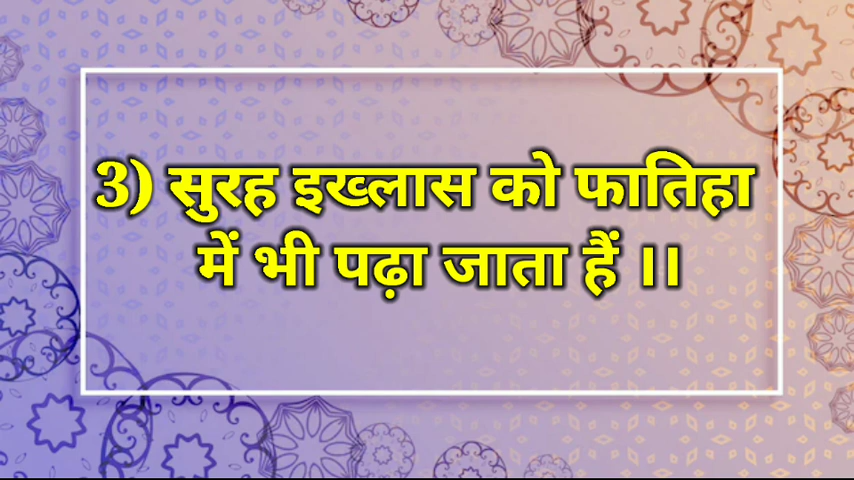 3) सुरह इख्लास को फातिहा
में भी पढ़ा जाता हैं ।।